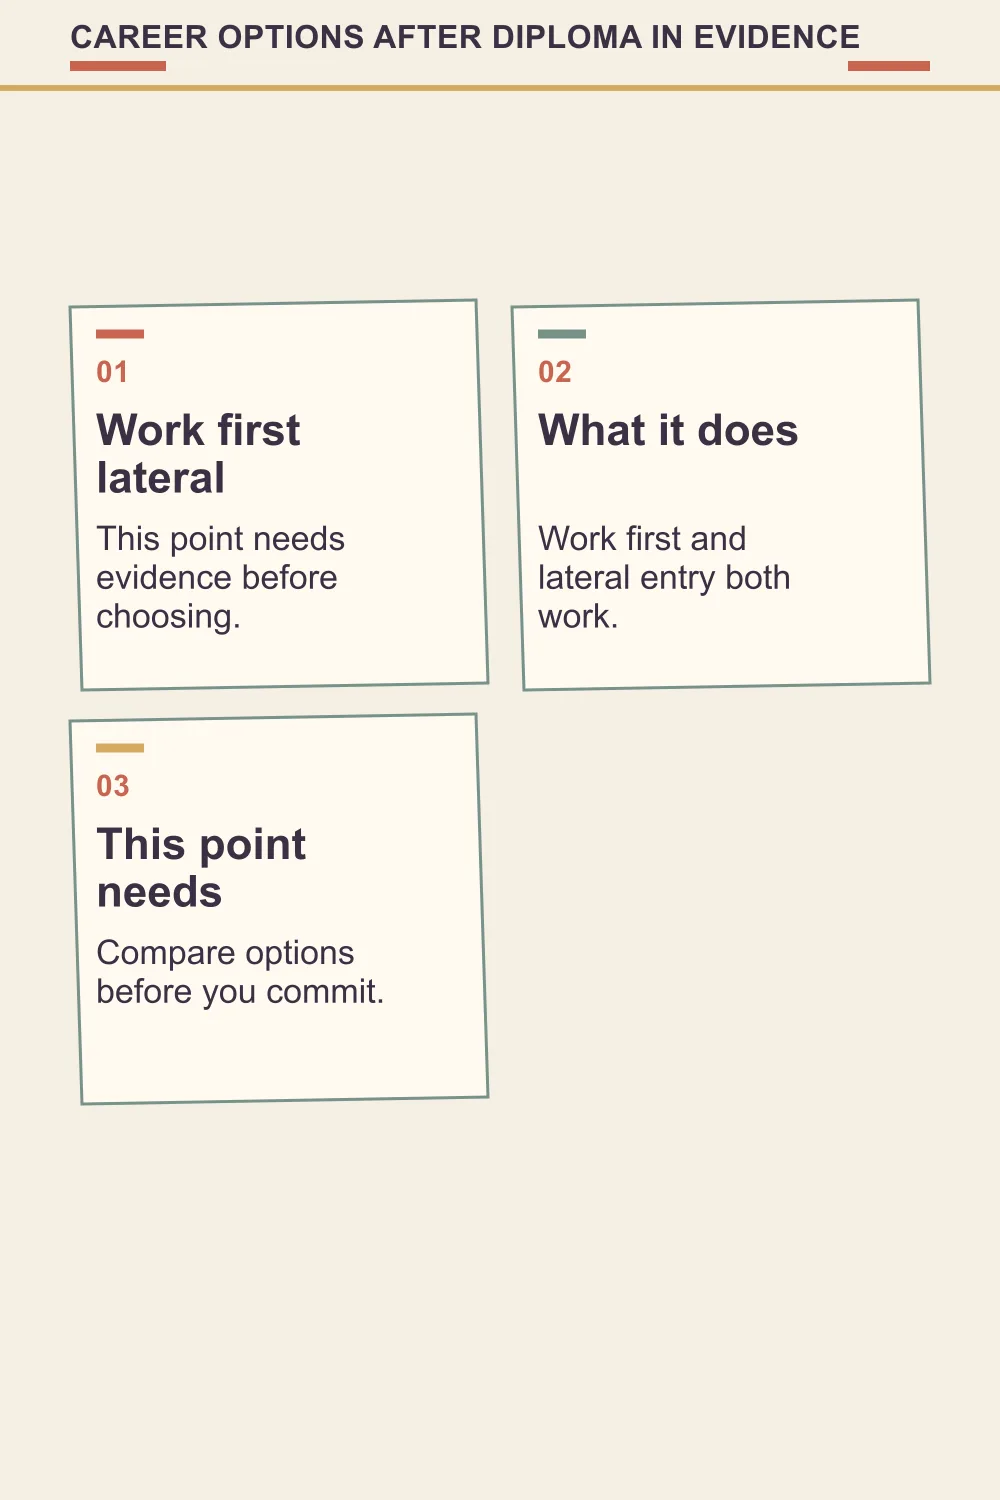 CAREER OPTIONS AFTER DIPLOMA IN EVIDENCE
01
Work first
lateral
This point needs
evidence before
choosing.
02
What it does
Work first and
lateral entry both
work.
03
This point
needs
Compare options
before you commit.